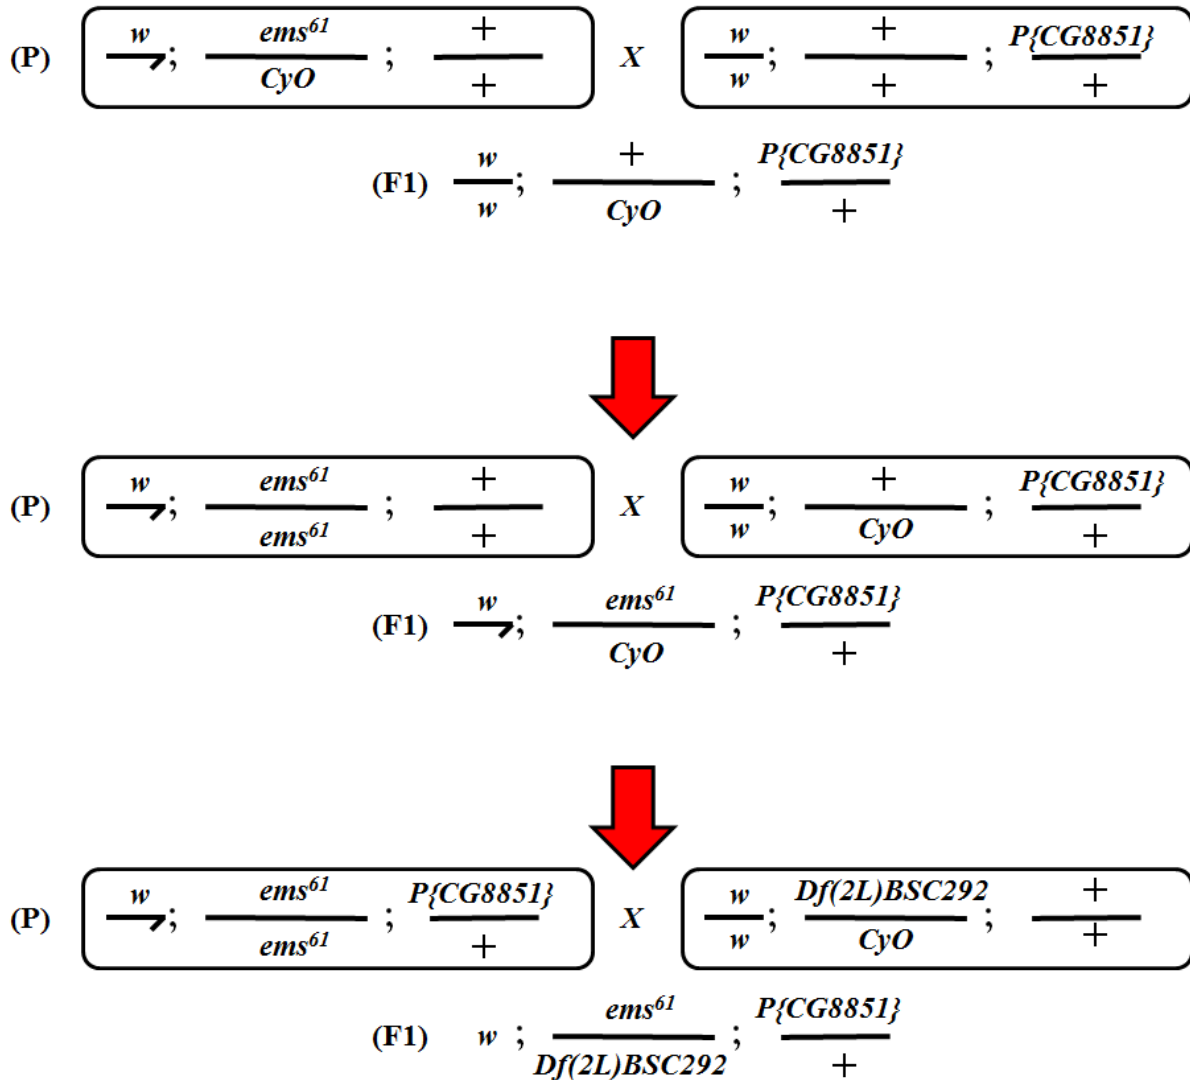 (P) w ; ems⁶¹ / CyO ; + / + X w / w ; + / + ; P{CG8851} / +
(F1) w / w ; + / CyO ; P{CG8851} / +
(P) w ; ems⁶¹ / ems⁶¹ ; + / + X w / w ; + / CyO ; P{CG8851} / +
(F1) w ; ems⁶¹ / CyO ; P{CG8851} / +
(P) w ; ems⁶¹ / ems⁶¹ ; P{CG8851} / + X w / w ; Df(2L)BSC292 / CyO ; + / +
(F1) w ; ems⁶¹ / Df(2L)BSC292 ; P{CG8851} / +